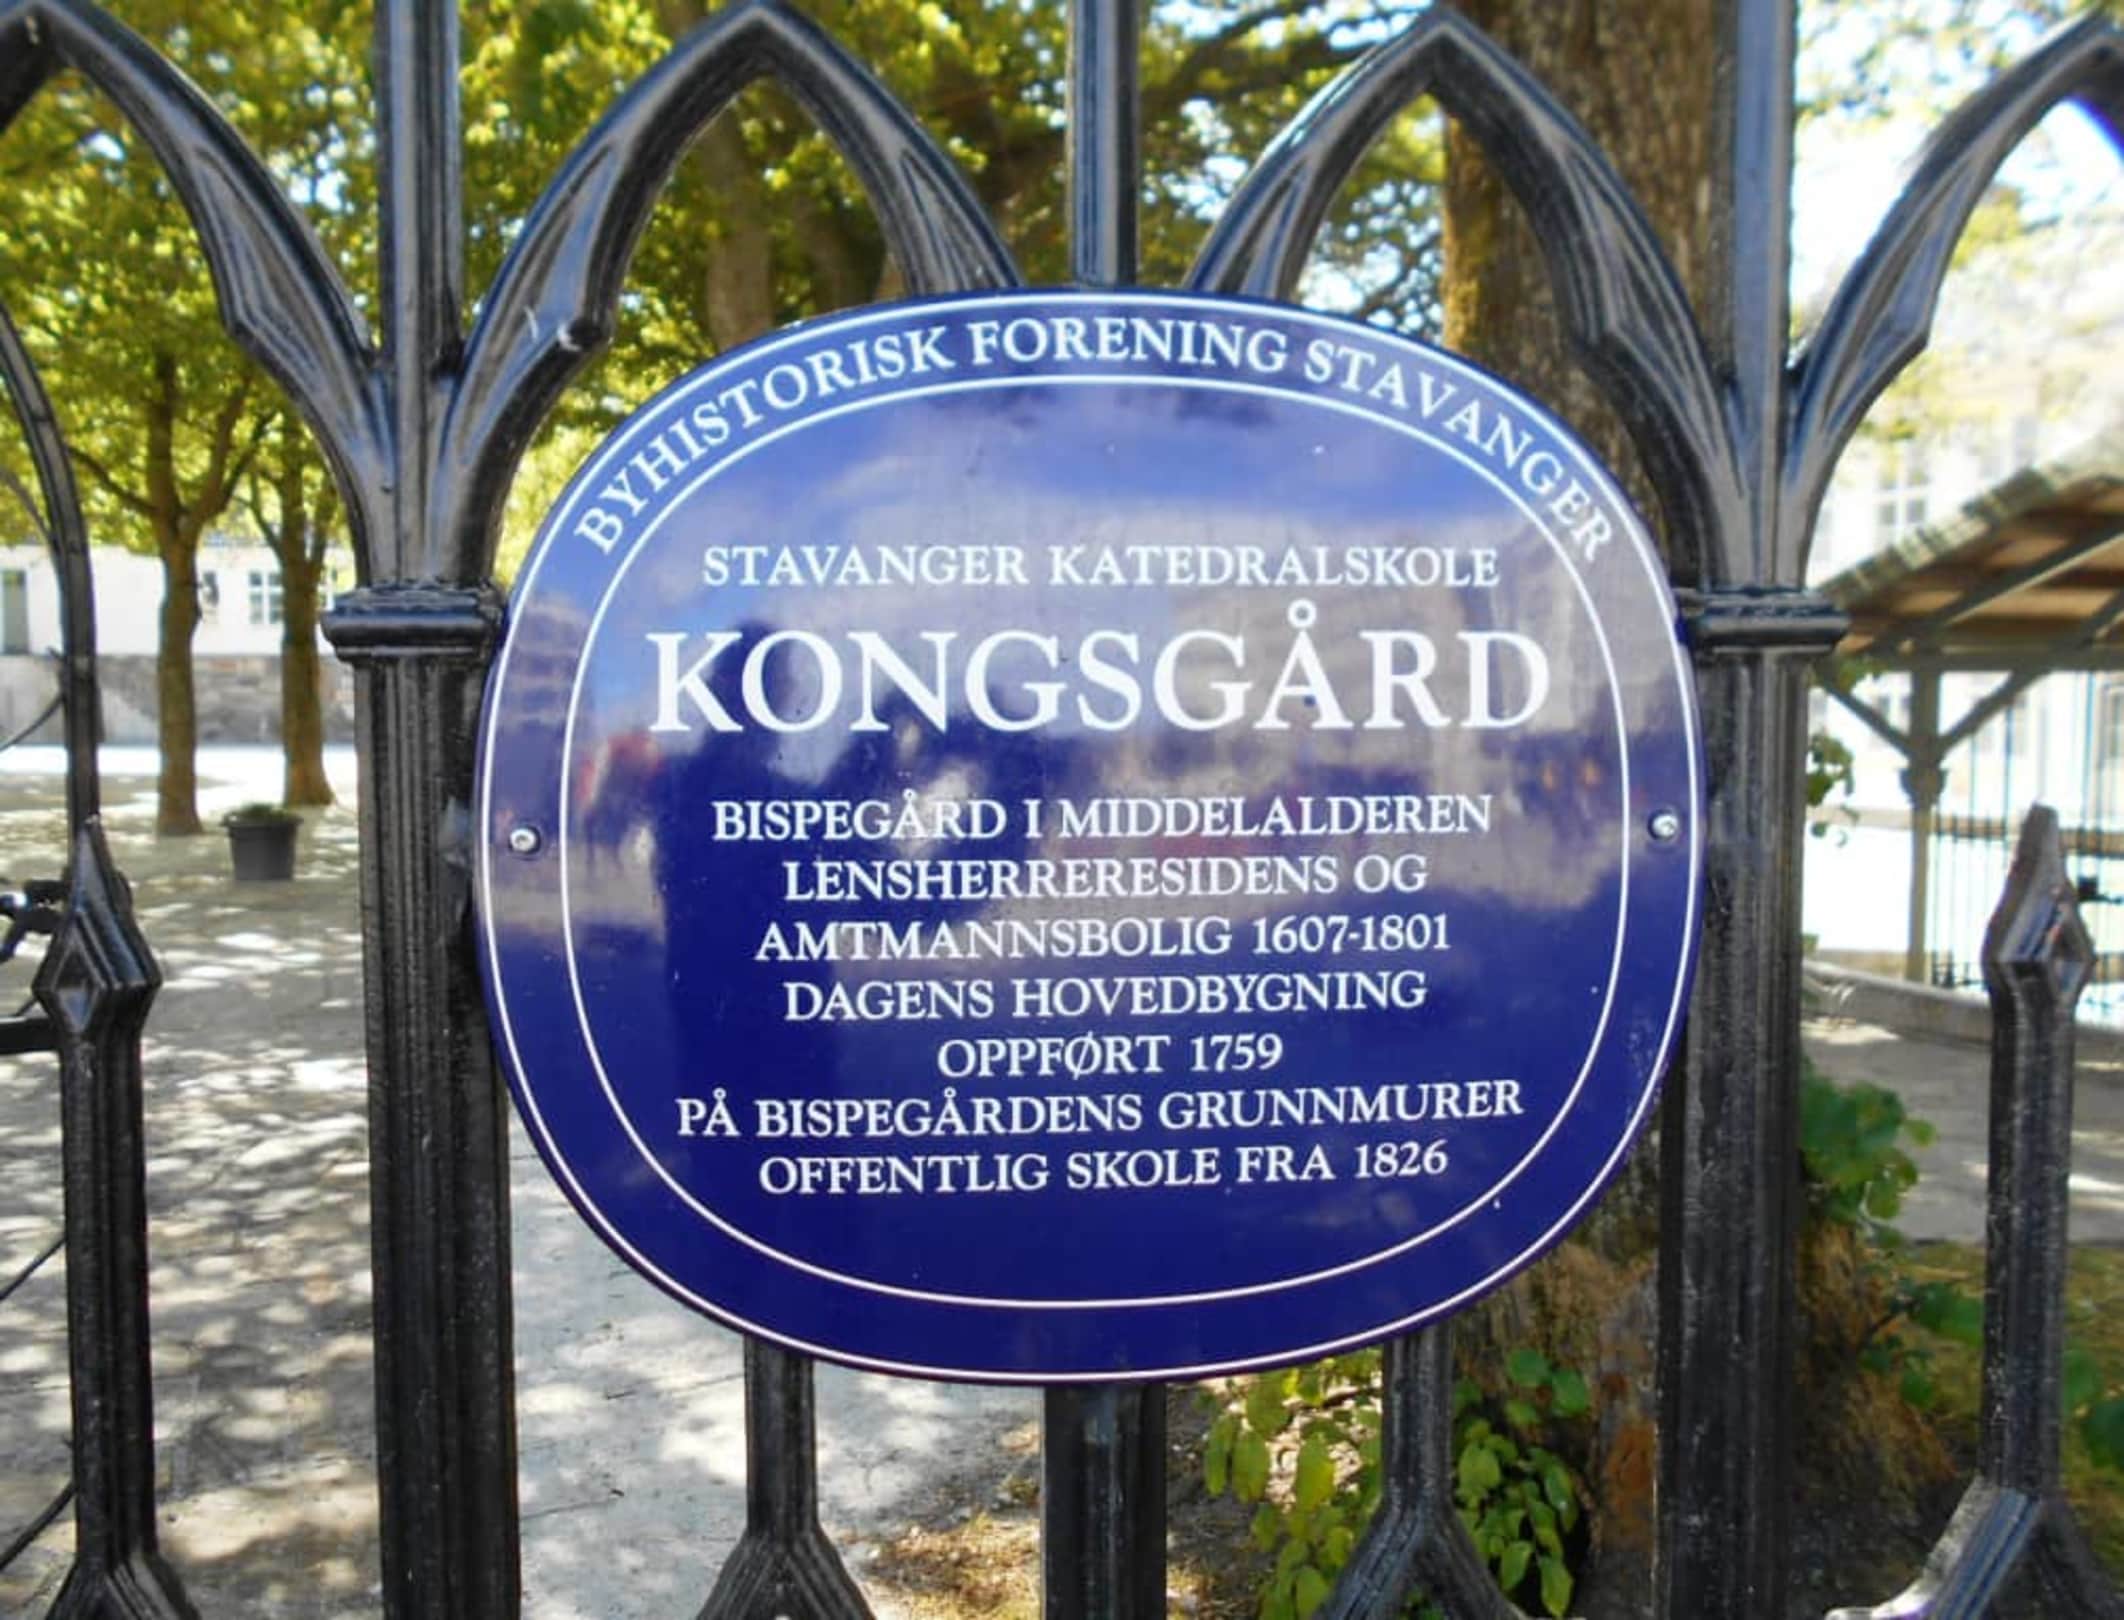 BYHISTORISK FORENING STAVANGER
STAVANGER KATEDRALSKOLE
KONGSGÅRD
BISPEGÅRD I MIDDELALDEREN
LENSHERRERESIDENS OG
AMTMANNSBOLIG 1607-1801
DAGENS HOVEDBYGNING
OPPFØRT 1759
PÅ BISPEGÅRDENS GRUNNMURER
OFFENTLIG SKOLE FRA 1826